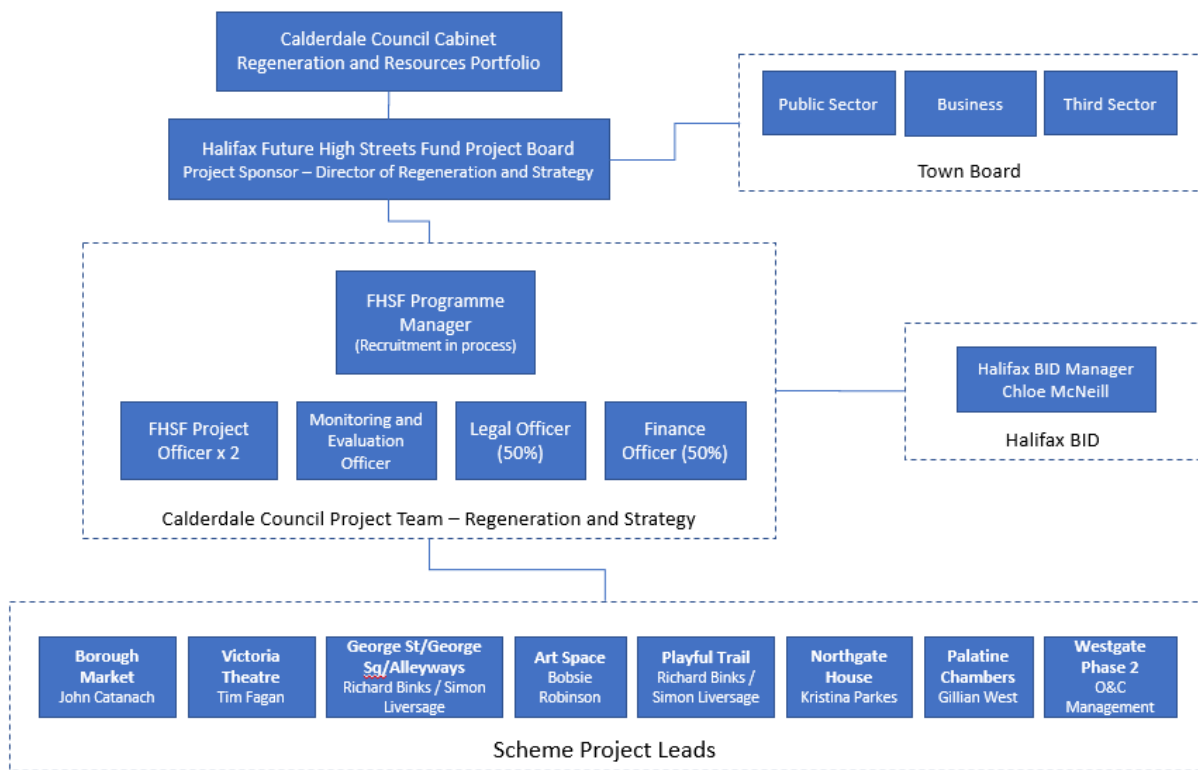 Calderdale Council Cabinet
Regeneration and Resources Portfolio
Public Sector
Business
Third Sector
Town Board
Halifax Future High Streets Fund Project Board
Project Sponsor – Director of Regeneration and Strategy
FHSF Programme
Manager
(Recruitment in process)
FHSF Project
Officer x 2
Monitoring and
Evaluation
Officer
Legal Officer
(50%)
Finance
Officer (50%)
Calderdale Council Project Team – Regeneration and Strategy
Halifax BID Manager
Chloe McNeill
Halifax BID
Borough
Market
John Catanach
Victoria
Theatre
Tim Fagan
George St/George
Sq/Alleyways
Richard Binks / Simon
Liversage
Art Space
Bobsie
Robinson
Playful Trail
Richard Binks /
Simon Liversage
Northgate
House
Kristina Parkes
Palatine
Chambers
Gillian West
Westgate
Phase 2
O&C
Management
Scheme Project Leads